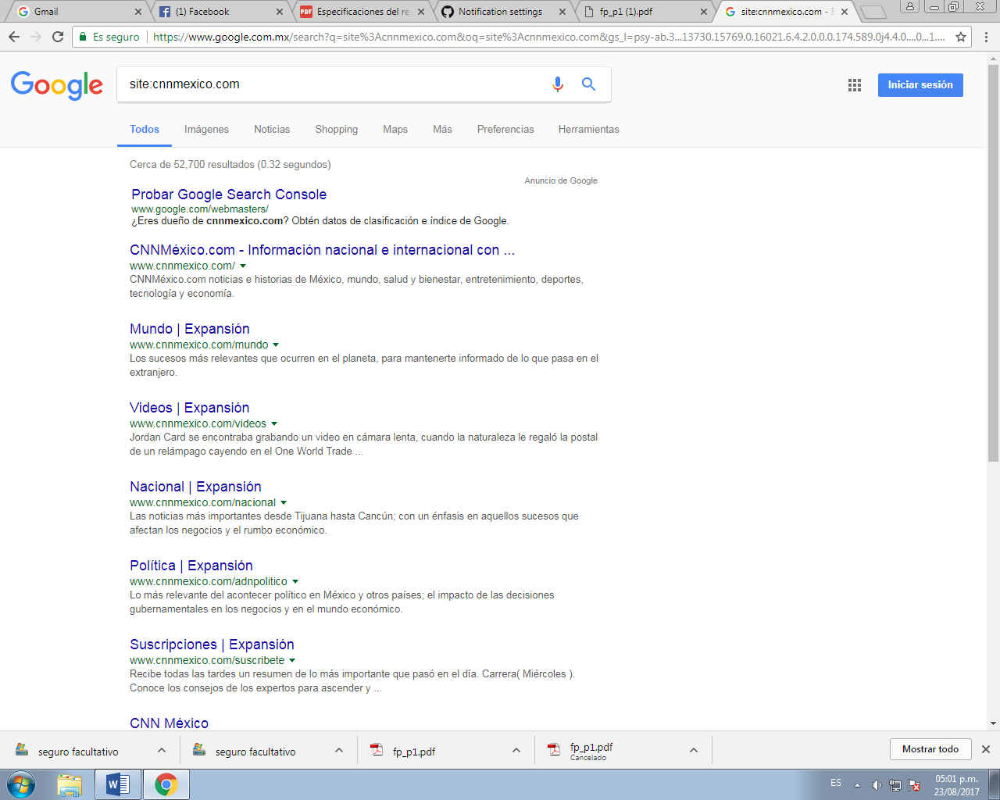 Gmail
(1) Facebook
Especificaciones del re
Notification settings
fp_p1 (1).pdf
site:cnnmexico.com -
Es seguro
https://www.google.com.mx/search?q=site%3Acnnmexico.com&oq=site%3Acnnmexico.com&gs_l=psy-ab.3...13730.15769.0.16021.6.4.2.0.0.0.174.589.0j4.4.0....0...1....
Google
site:cnnmexico.com
Iniciar sesión
Todos
Imágenes
Noticias
Shopping
Maps
Más
Preferencias
Herramientas
Cerca de 52,700 resultados (0.32 segundos)
Anuncio de Google
Probar Google Search Console
www.google.com/webmasters/
¿Eres dueño de cnnmexico.com? Obtén datos de clasificación e índice de Google.
CNNMéxico.com - Información nacional e internacional con ...
www.cnnmexico.com/
CNNMéxico.com noticias e historias de México, mundo, salud y bienestar, entretenimiento, deportes,
tecnología y economía.
Mundo | Expansión
www.cnnmexico.com/mundo
Los sucesos más relevantes que ocurren en el planeta, para mantenerte informado de lo que pasa en el
extranjero.
Videos | Expansión
www.cnnmexico.com/videos
Jordan Card se encontraba grabando un video en cámara lenta, cuando la naturaleza le regaló la postal
de un relámpago cayendo en el One World Trade ...
Nacional | Expansión
www.cnnmexico.com/nacional
Las noticias más importantes desde Tijuana hasta Cancún; con un énfasis en aquellos sucesos que
afectan los negocios y el rumbo económico.
Política | Expansión
www.cnnmexico.com/adnpolitico
Lo más relevante del acontecer político en México y otros países; el impacto de las decisiones
gubernamentales en los negocios y en el mundo económico.
Suscripciones | Expansión
www.cnnmexico.com/suscribete
Recibe todas las tardes un resumen de lo más importante que pasó en el día. Carrera( Miércoles ).
Conoce los consejos de los expertos para ascender y ...
CNN México
seguro facultativo
seguro facultativo
fp_p1.pdf
fp_p1.pdf
Cancelado
Mostrar todo
ES
05:01 p.m.
23/08/2017